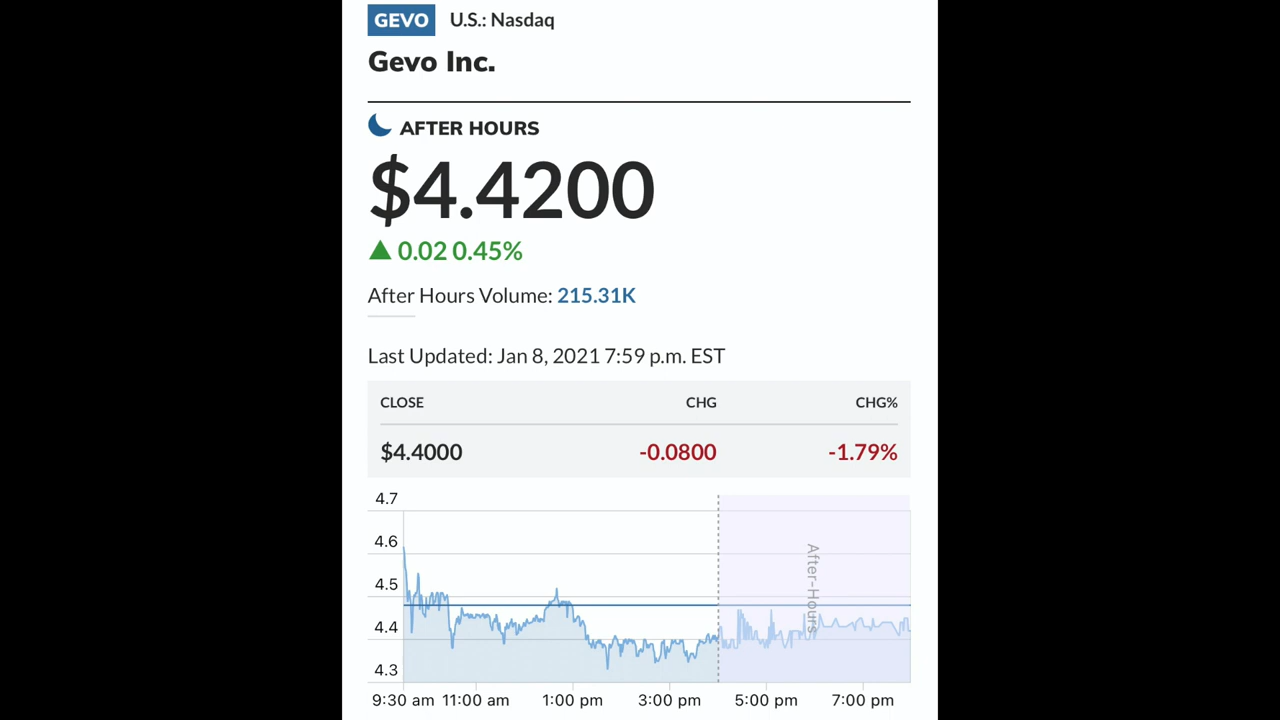 GEVO U.S.: Nasdaq
Gevo Inc.
AFTER HOURS
$4.4200
▲ 0.02 0.45%
After Hours Volume: 215.31K
Last Updated: Jan 8, 2021 7:59 p.m. EST
CLOSE CHG CHG%
$4.4000 -0.0800 -1.79%
4.7
4.6
4.5
4.4
4.3
After-Hours
9:30 am 11:00 am 1:00 pm 3:00 pm 5:00 pm 7:00 pm